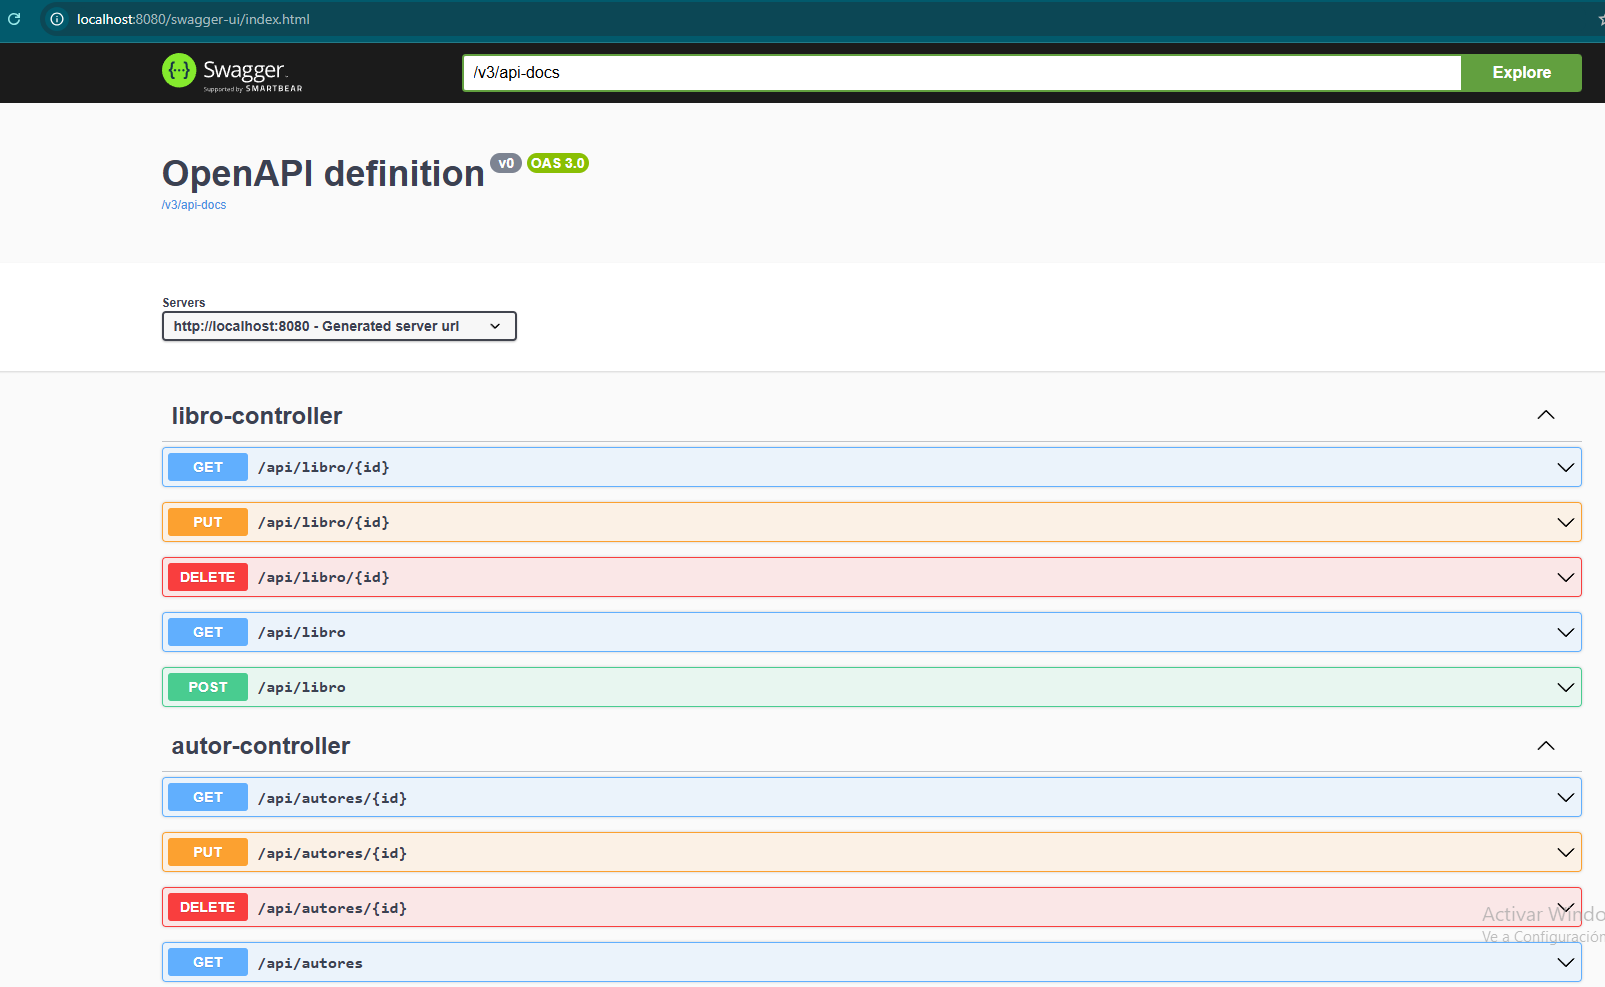 localhost:8080/swagger-ui/index.html
{···} Swagger
Supported by SMARTBEAR
/v3/api-docs
Explore
OpenAPI definition v0 OAS 3.0
/v3/api-docs
Servers
http://localhost:8080 - Generated server url
libro-controller
GET /api/libro/{id}
PUT /api/libro/{id}
DELETE /api/libro/{id}
GET /api/libro
POST /api/libro
autor-controller
GET /api/autores/{id}
PUT /api/autores/{id}
DELETE /api/autores/{id}
Activar Windo
Ve a Configuración
GET /api/autores